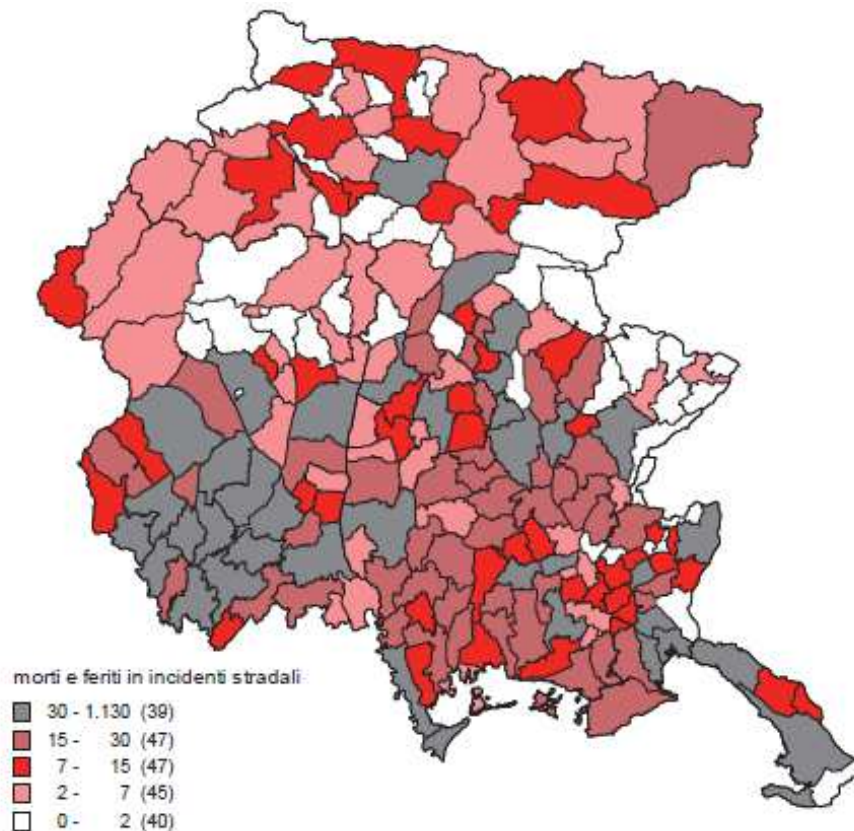 morti e feriti in incidenti stradali
30 - 1.130 (39)
15 - 30 (47)
7 - 15 (47)
2 - 7 (45)
0 - 2 (40)